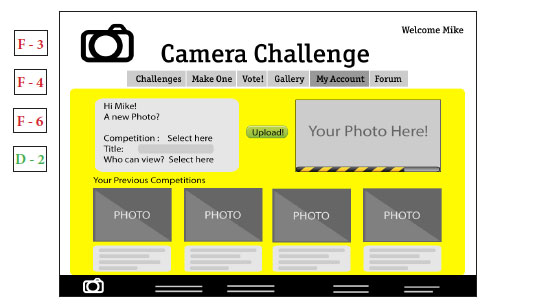 F - 3
F - 4
F - 6
D - 2
Welcome Mike
Camera Challenge
Challenges Make One Vote! Gallery My Account Forum
Hi Mike!
A new Photo?
Competition : Select here
Title:
Who can view? Select here
Upload!
Your Photo Here!
Your Previous Competitions
PHOTO PHOTO PHOTO PHOTO